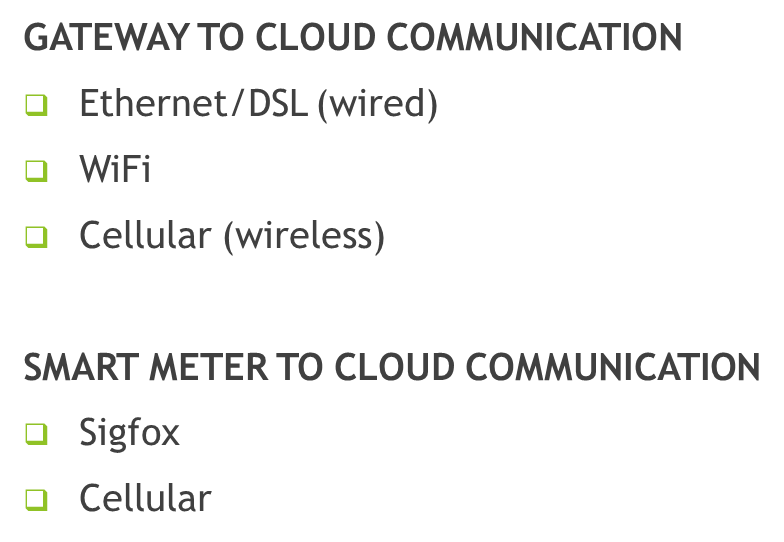 GATEWAY TO CLOUD COMMUNICATION
❑ Ethernet/DSL (wired)
❑ WiFi
❑ Cellular (wireless)
SMART METER TO CLOUD COMMUNICATION
❑ Sigfox
❑ Cellular